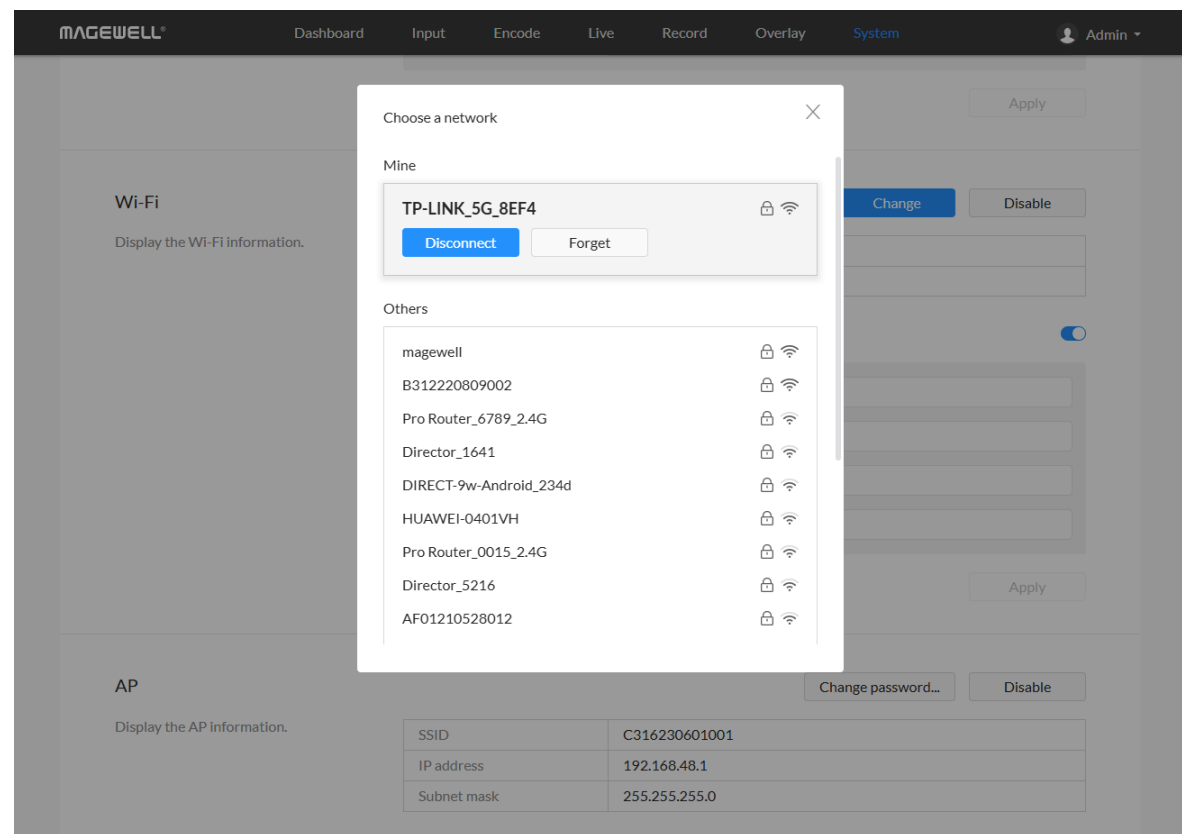 MAGEWELL®
Dashboard Input Encode Live Record Overlay System Admin
Apply
Choose a network
Mine
TP-LINK_5G_8EF4
Disconnect Forget
Others
magewell
B312220809002
Pro Router_6789_2.4G
Director_1641
DIRECT-9w-Android_234d
HUAWEI-0401VH
Pro Router_0015_2.4G
Director_5216
AF01210528012
Wi-Fi
Change Disable
Display the Wi-Fi information.
Apply
AP
Change password... Disable
Display the AP information.
SSID C316230601001
IP address 192.168.48.1
Subnet mask 255.255.255.0